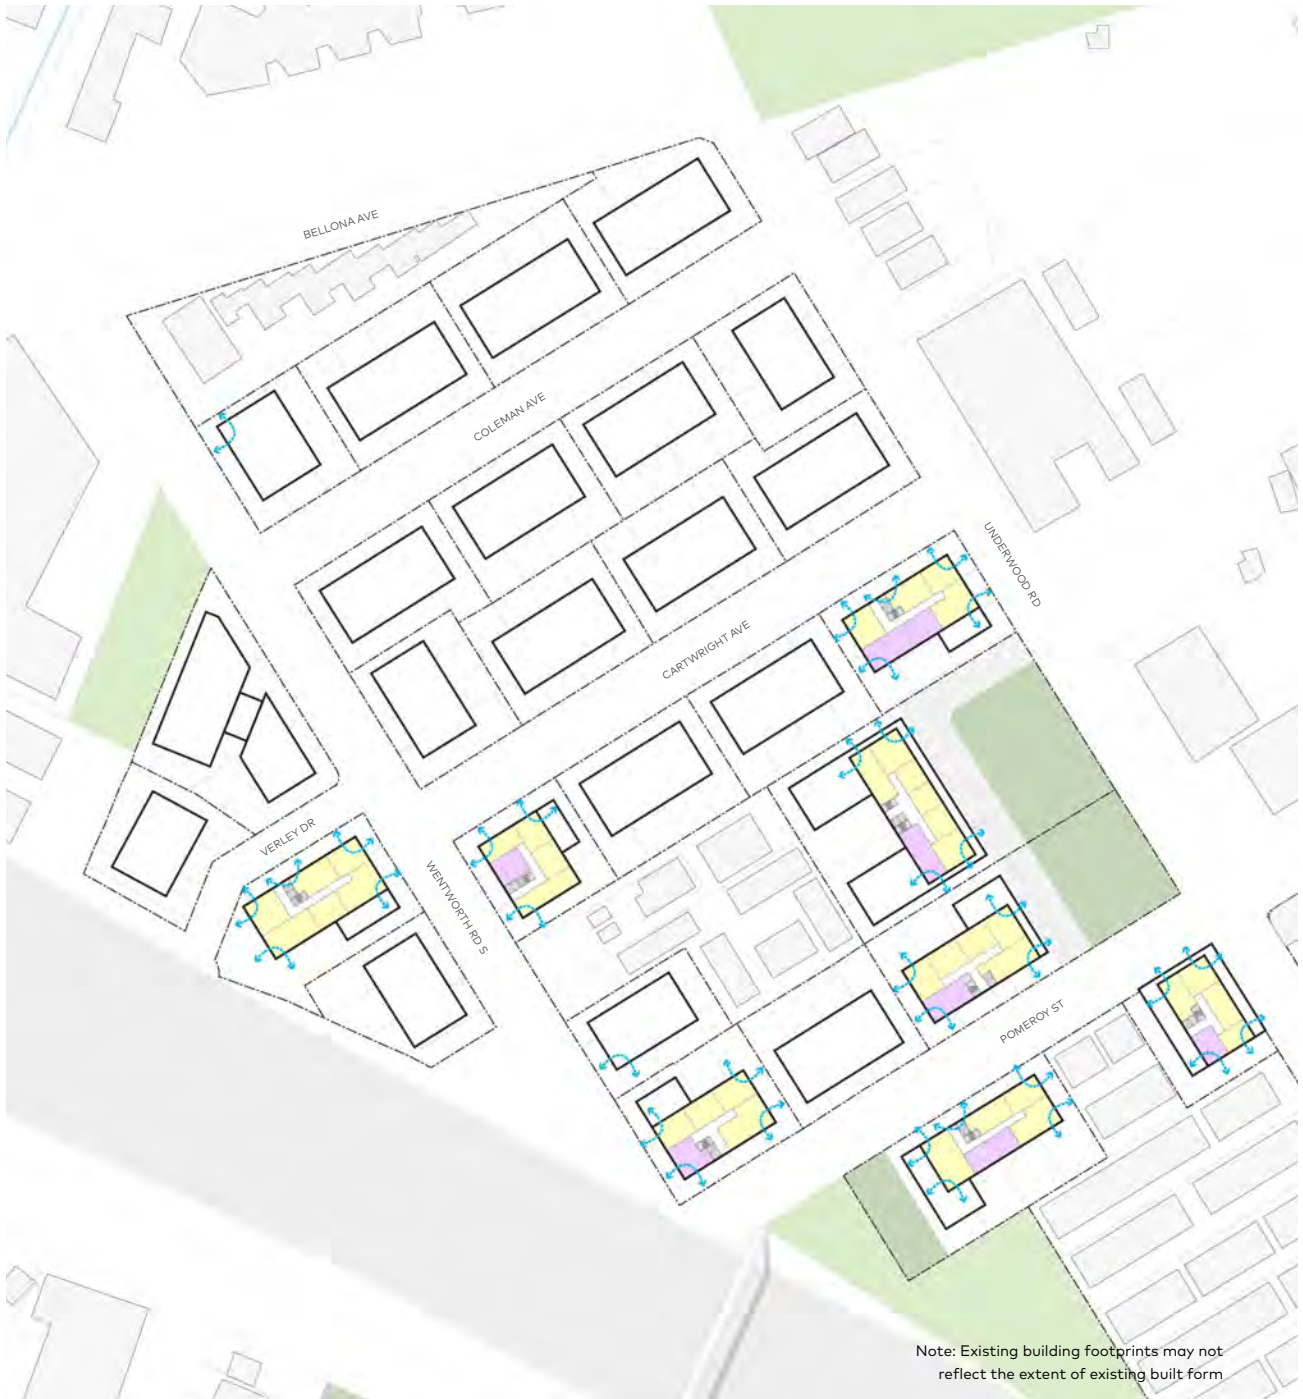 BELLONA AVE
COLEMAN AVE
UNDERWOOD RD
CARTWRIGHT AVE
VERLEY DR
WENTWORTH RD S
POMEROY ST
Note: Existing building footprints may not
reflect the extent of existing built form